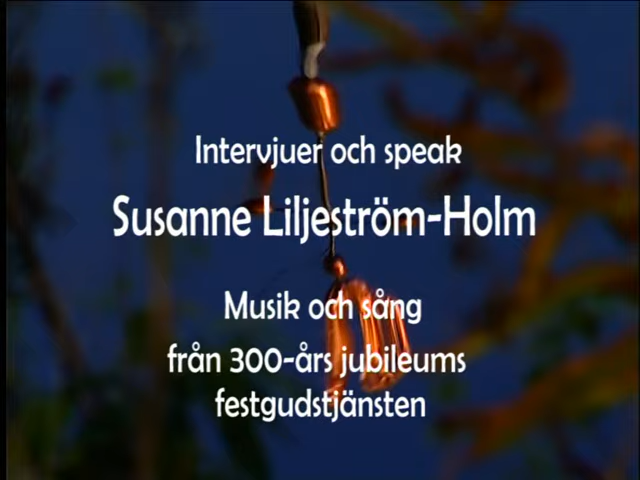 Intervjuer och speak
Susanne Liljeström-Holm
Musik och sång
från 300-års jubileums
festgudstjänsten